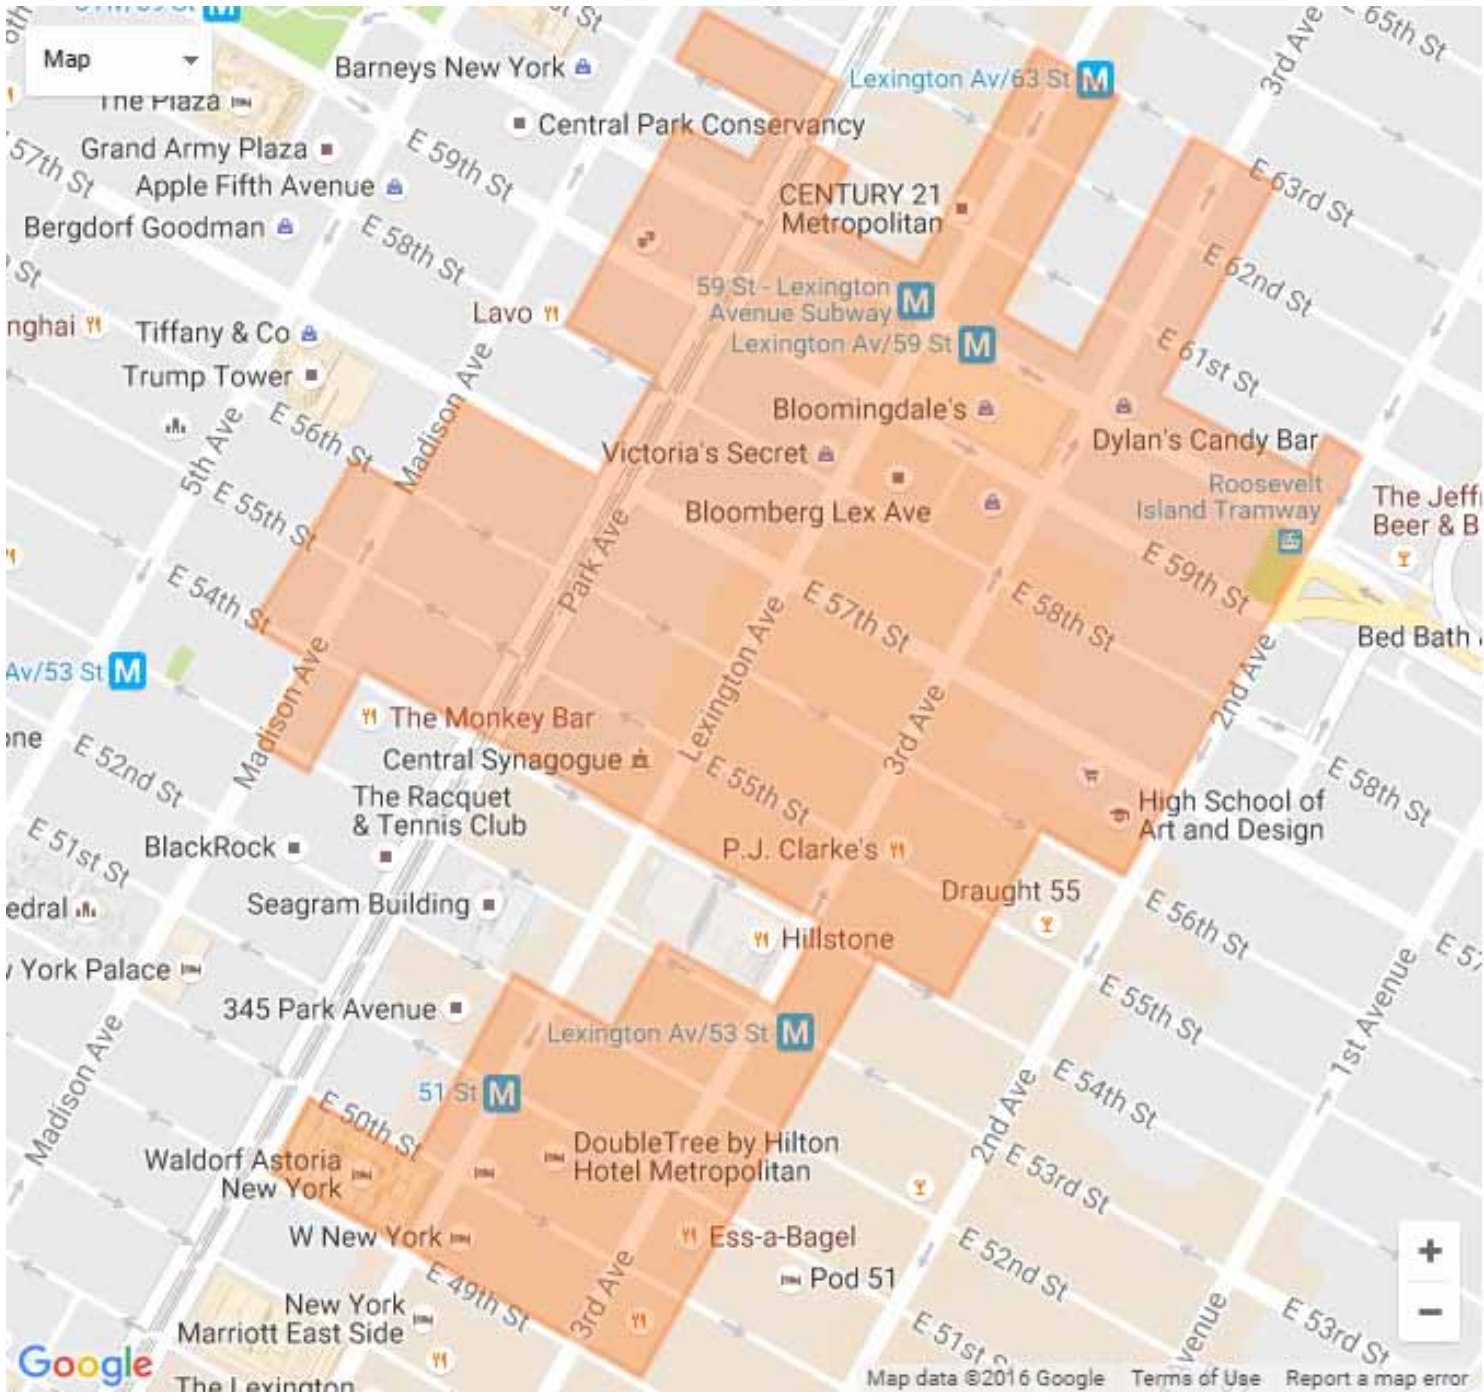 Map
Barneys New York
Lexington Av/63 St
M
3rd Ave
E 65th St
The Plaza
Central Park Conservancy
Grand Army Plaza
57th St
E 59th St
Apple Fifth Avenue
CENTURY 21
Metropolitan
E 63rd St
Bergdorf Goodman
E 58th St
E 62nd St
59 St - Lexington
Avenue Subway
M
Lavo
Tiffany & Co
Lexington Av/59 St
M
E 61st St
Trump Tower
Madison Ave
Bloomingdale's
E 56th St
5th Ave
Dylan's Candy Bar
Victoria's Secret
Roosevelt
Island Tramway
The Jeff
Beer & B
E 55th St
Bloomberg Lex Ave
Park Ave
E 59th St
E 54th St
E 57th St
E 58th St
Bed Bath
Av/53 St
M
Lexington Ave
2nd Ave
Madison Ave
The Monkey Bar
3rd Ave
Central Synagogue
E 52nd St
E 55th St
E 58th St
The Racquet
& Tennis Club
High School of
Art and Design
E 51st St
BlackRock
P.J. Clarke's
Draught 55
Seagram Building
E 56th St
Hillstone
York Palace
345 Park Avenue
Lexington Av/53 St
M
E 55th St
1st Avenue
51 St
M
Madison Ave
E 50th St
2nd Ave
E 54th St
DoubleTree by Hilton
Hotel Metropolitan
Waldorf Astoria
New York
E 53rd St
W New York
Ess-a-Bagel
E 52nd St
+
Pod 51
E 49th St
New York
Marriott East Side
3rd Ave
E 51st S
E 53rd St
−
Google
The Lexington
Map data ©2016 Google
Terms of Use
Report a map error